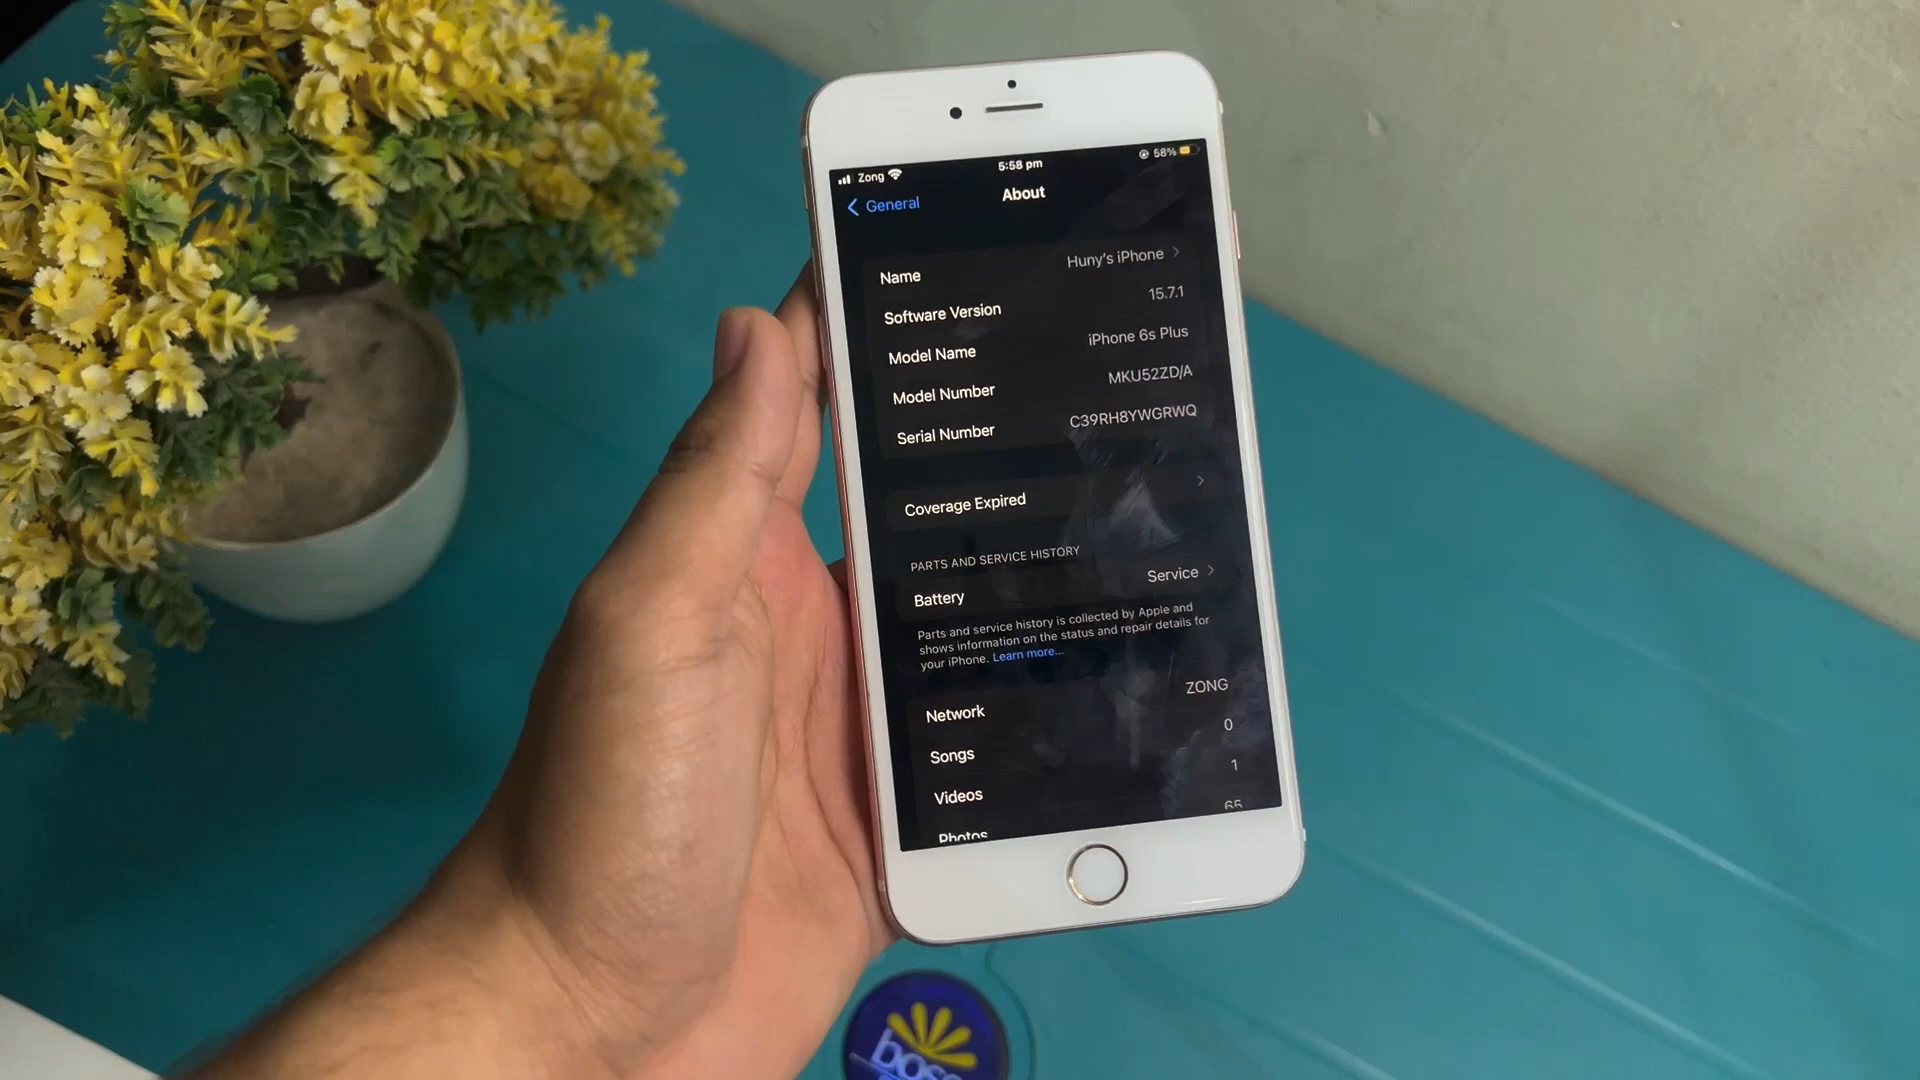 Zong 5:58 pm 58%
General About
Name Huny's iPhone
Software Version 15.7.1
Model Name iPhone 6s Plus
Model Number MKU52ZD/A
Serial Number C39RH8YWGRWQ
Coverage Expired
PARTS AND SERVICE HISTORY
Battery Service
Parts and service history is collected by Apple and
shows information on the status and repair details for
your iPhone. Learn more...
Network ZONG
Songs 0
Videos 1
Photos 65